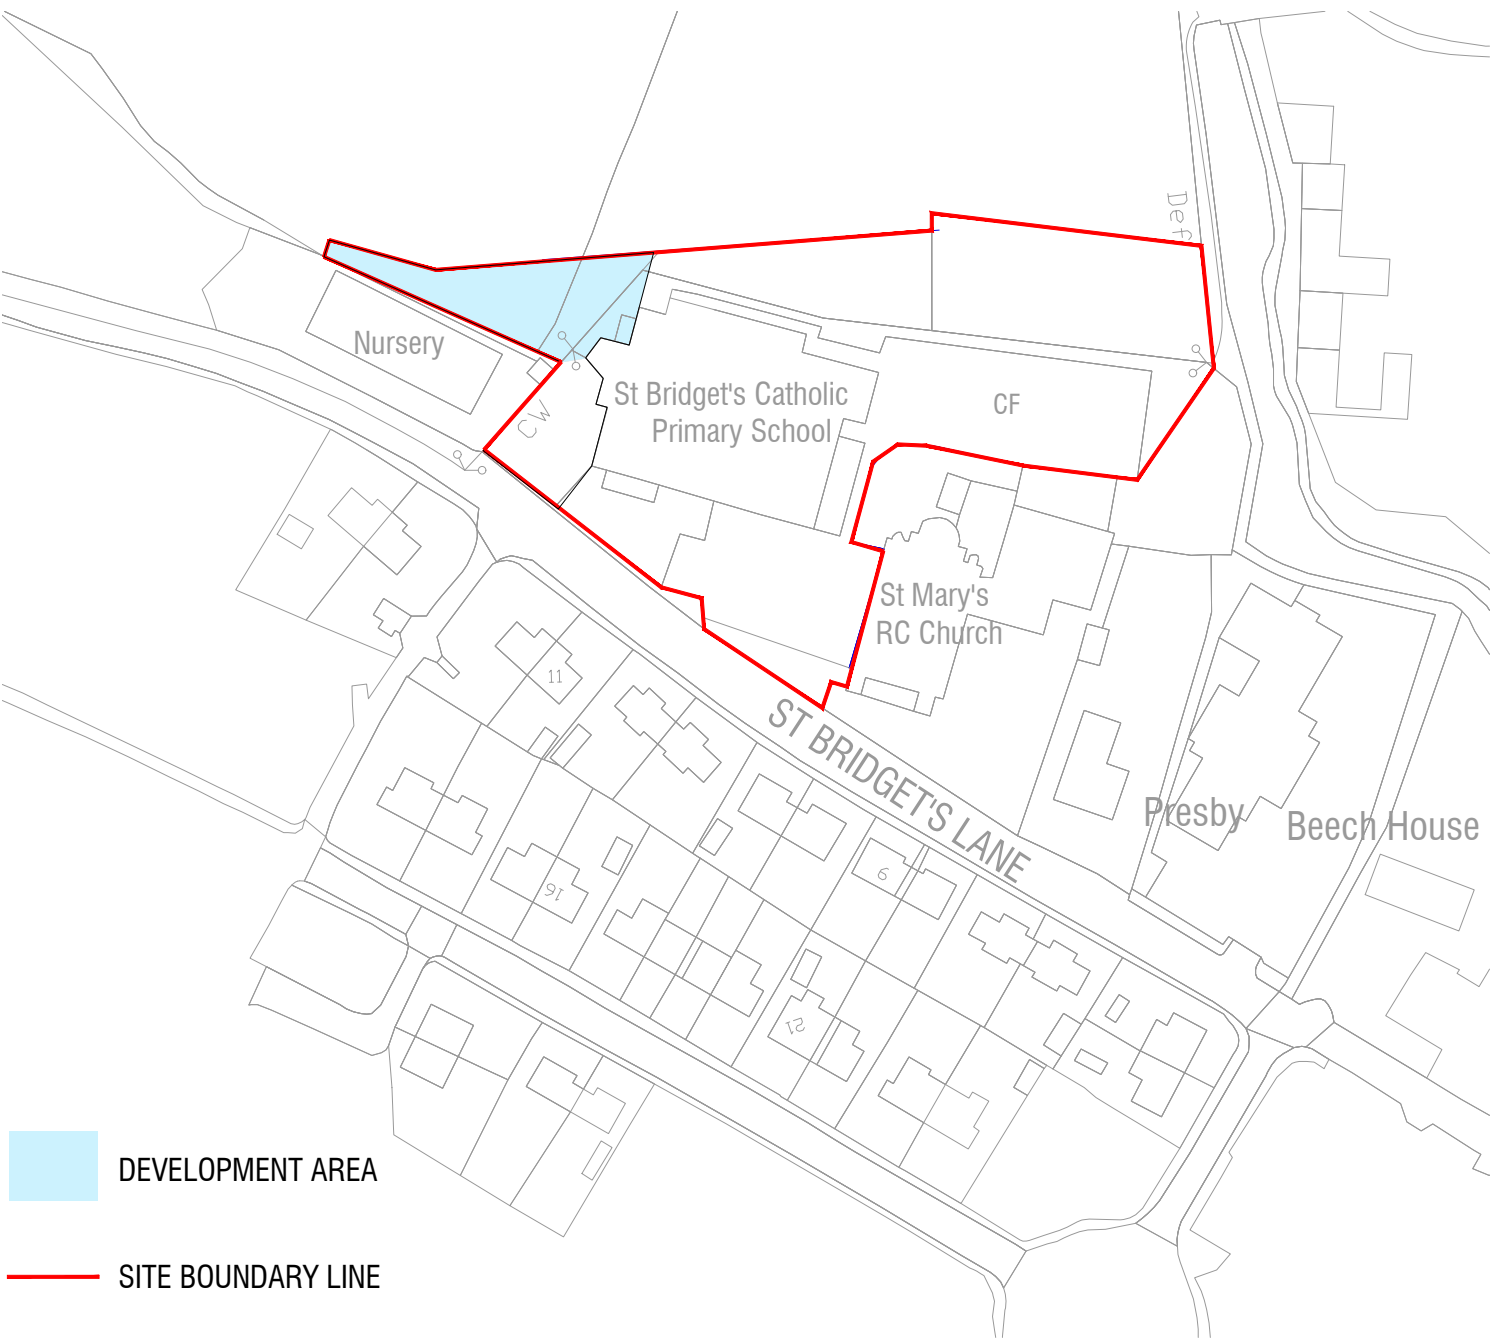 Def
Nursery
St Bridget's Catholic
Primary School
CF
CW
St Mary's
RC Church
11
ST BRIDGET'S LANE
Presby
Beech House
9
16
21
DEVELOPMENT AREA
SITE BOUNDARY LINE